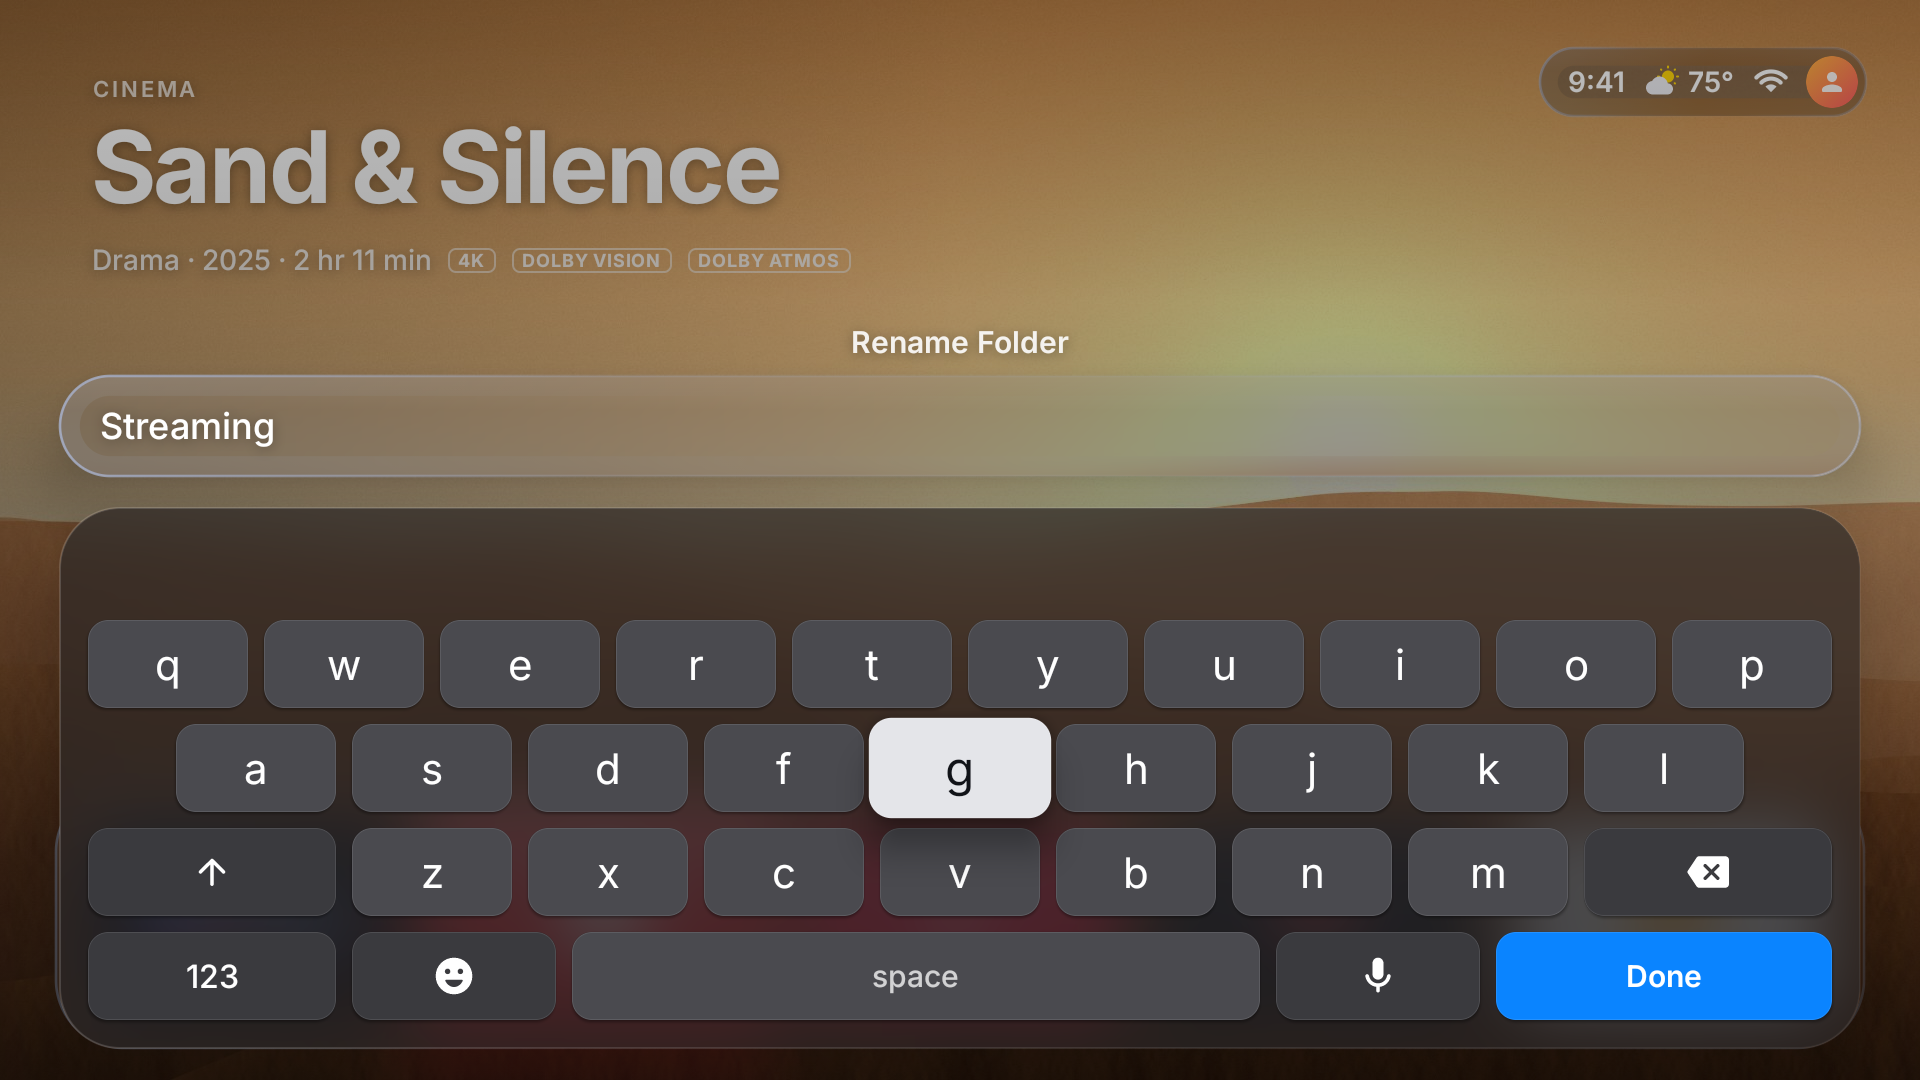 CINEMA
9:41 75°
Sand & Silence
Drama · 2025 · 2 hr 11 min 4K DOLBY VISION DOLBY ATMOS
Rename Folder
Streaming
q w e r t y u i o p
a s d f g h j k l
z x c v b n m
123 space Done